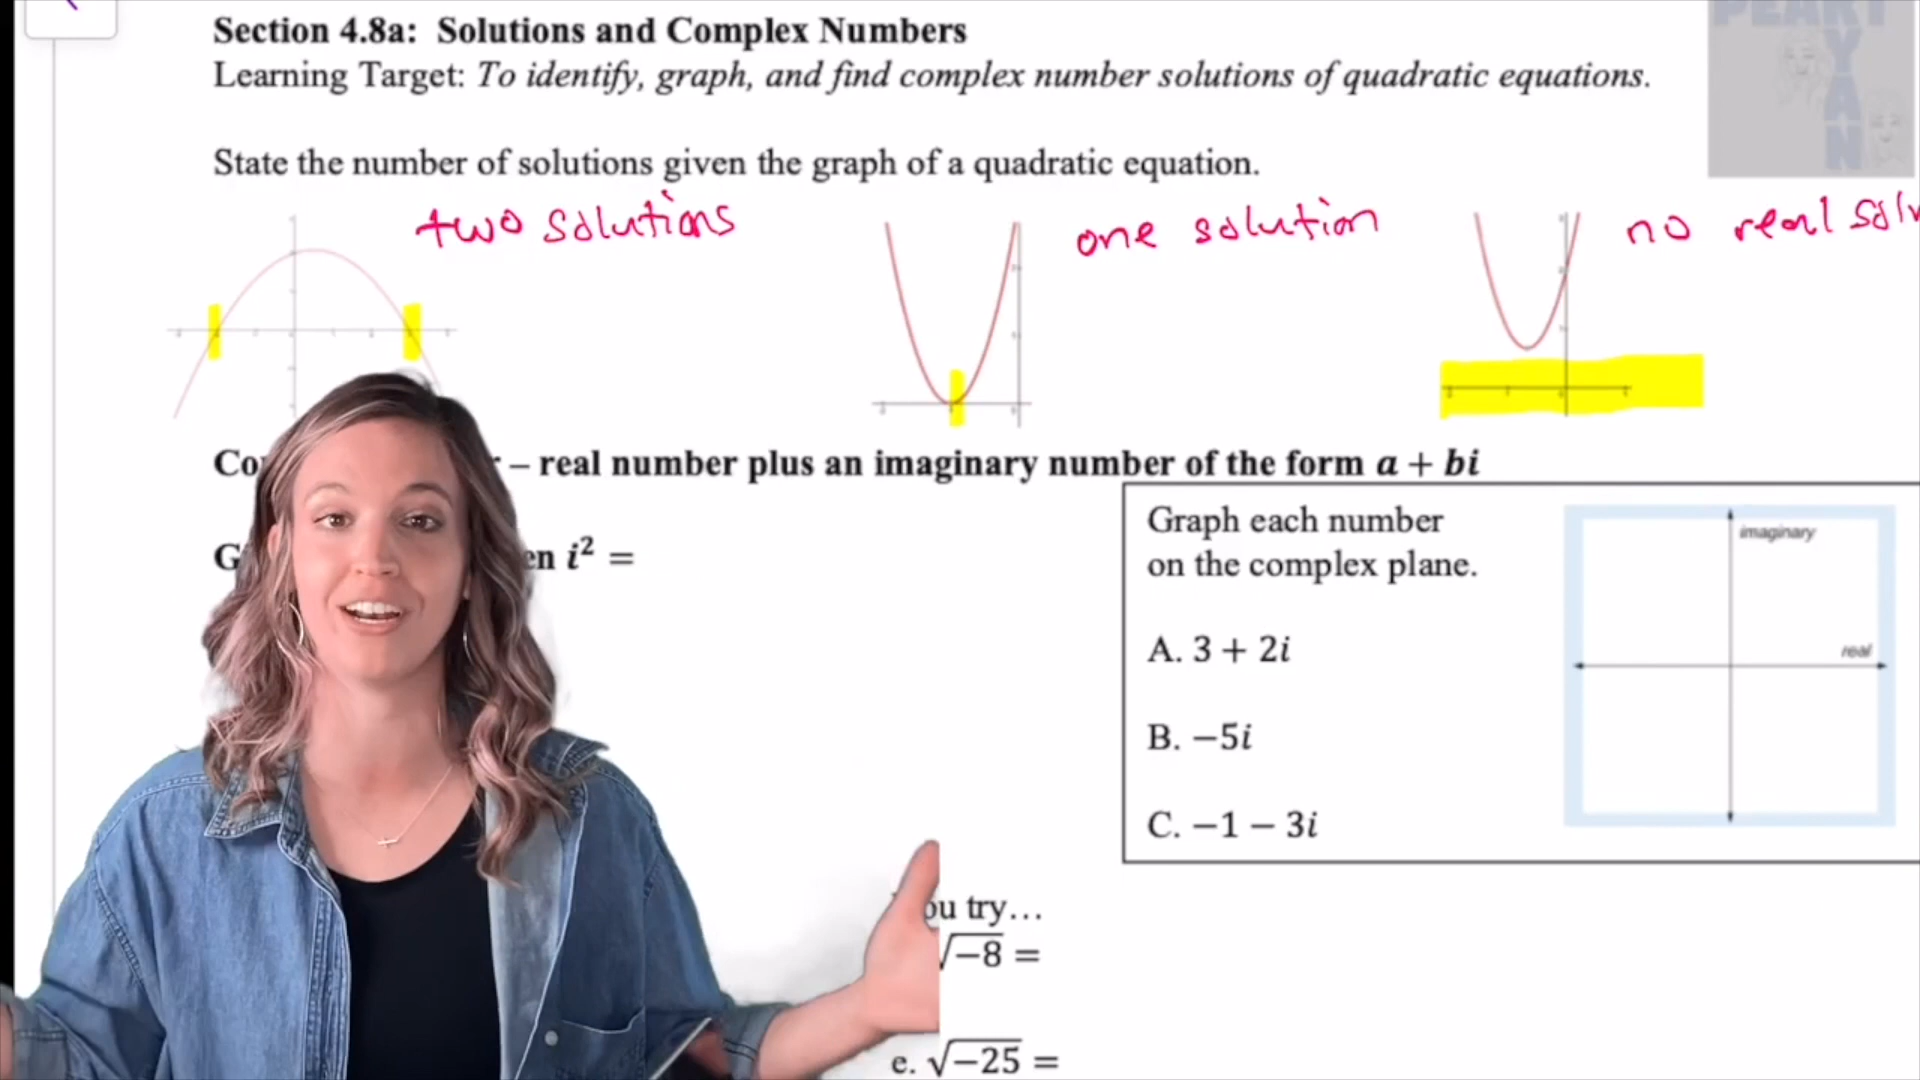 Section 4.8a: Solutions and Complex Numbers
Learning Target: To identify, graph, and find complex number solutions of quadratic equations.
State the number of solutions given the graph of a quadratic equation.
two solutions
one solution
no real solv
Co – real number plus an imaginary number of the form a + bi
G en i² =
Graph each number
on the complex plane.
imaginary
real
A. 3 + 2i
B. −5i
C. −1 − 3i
ou try…
√−8 =
e. √−25 =